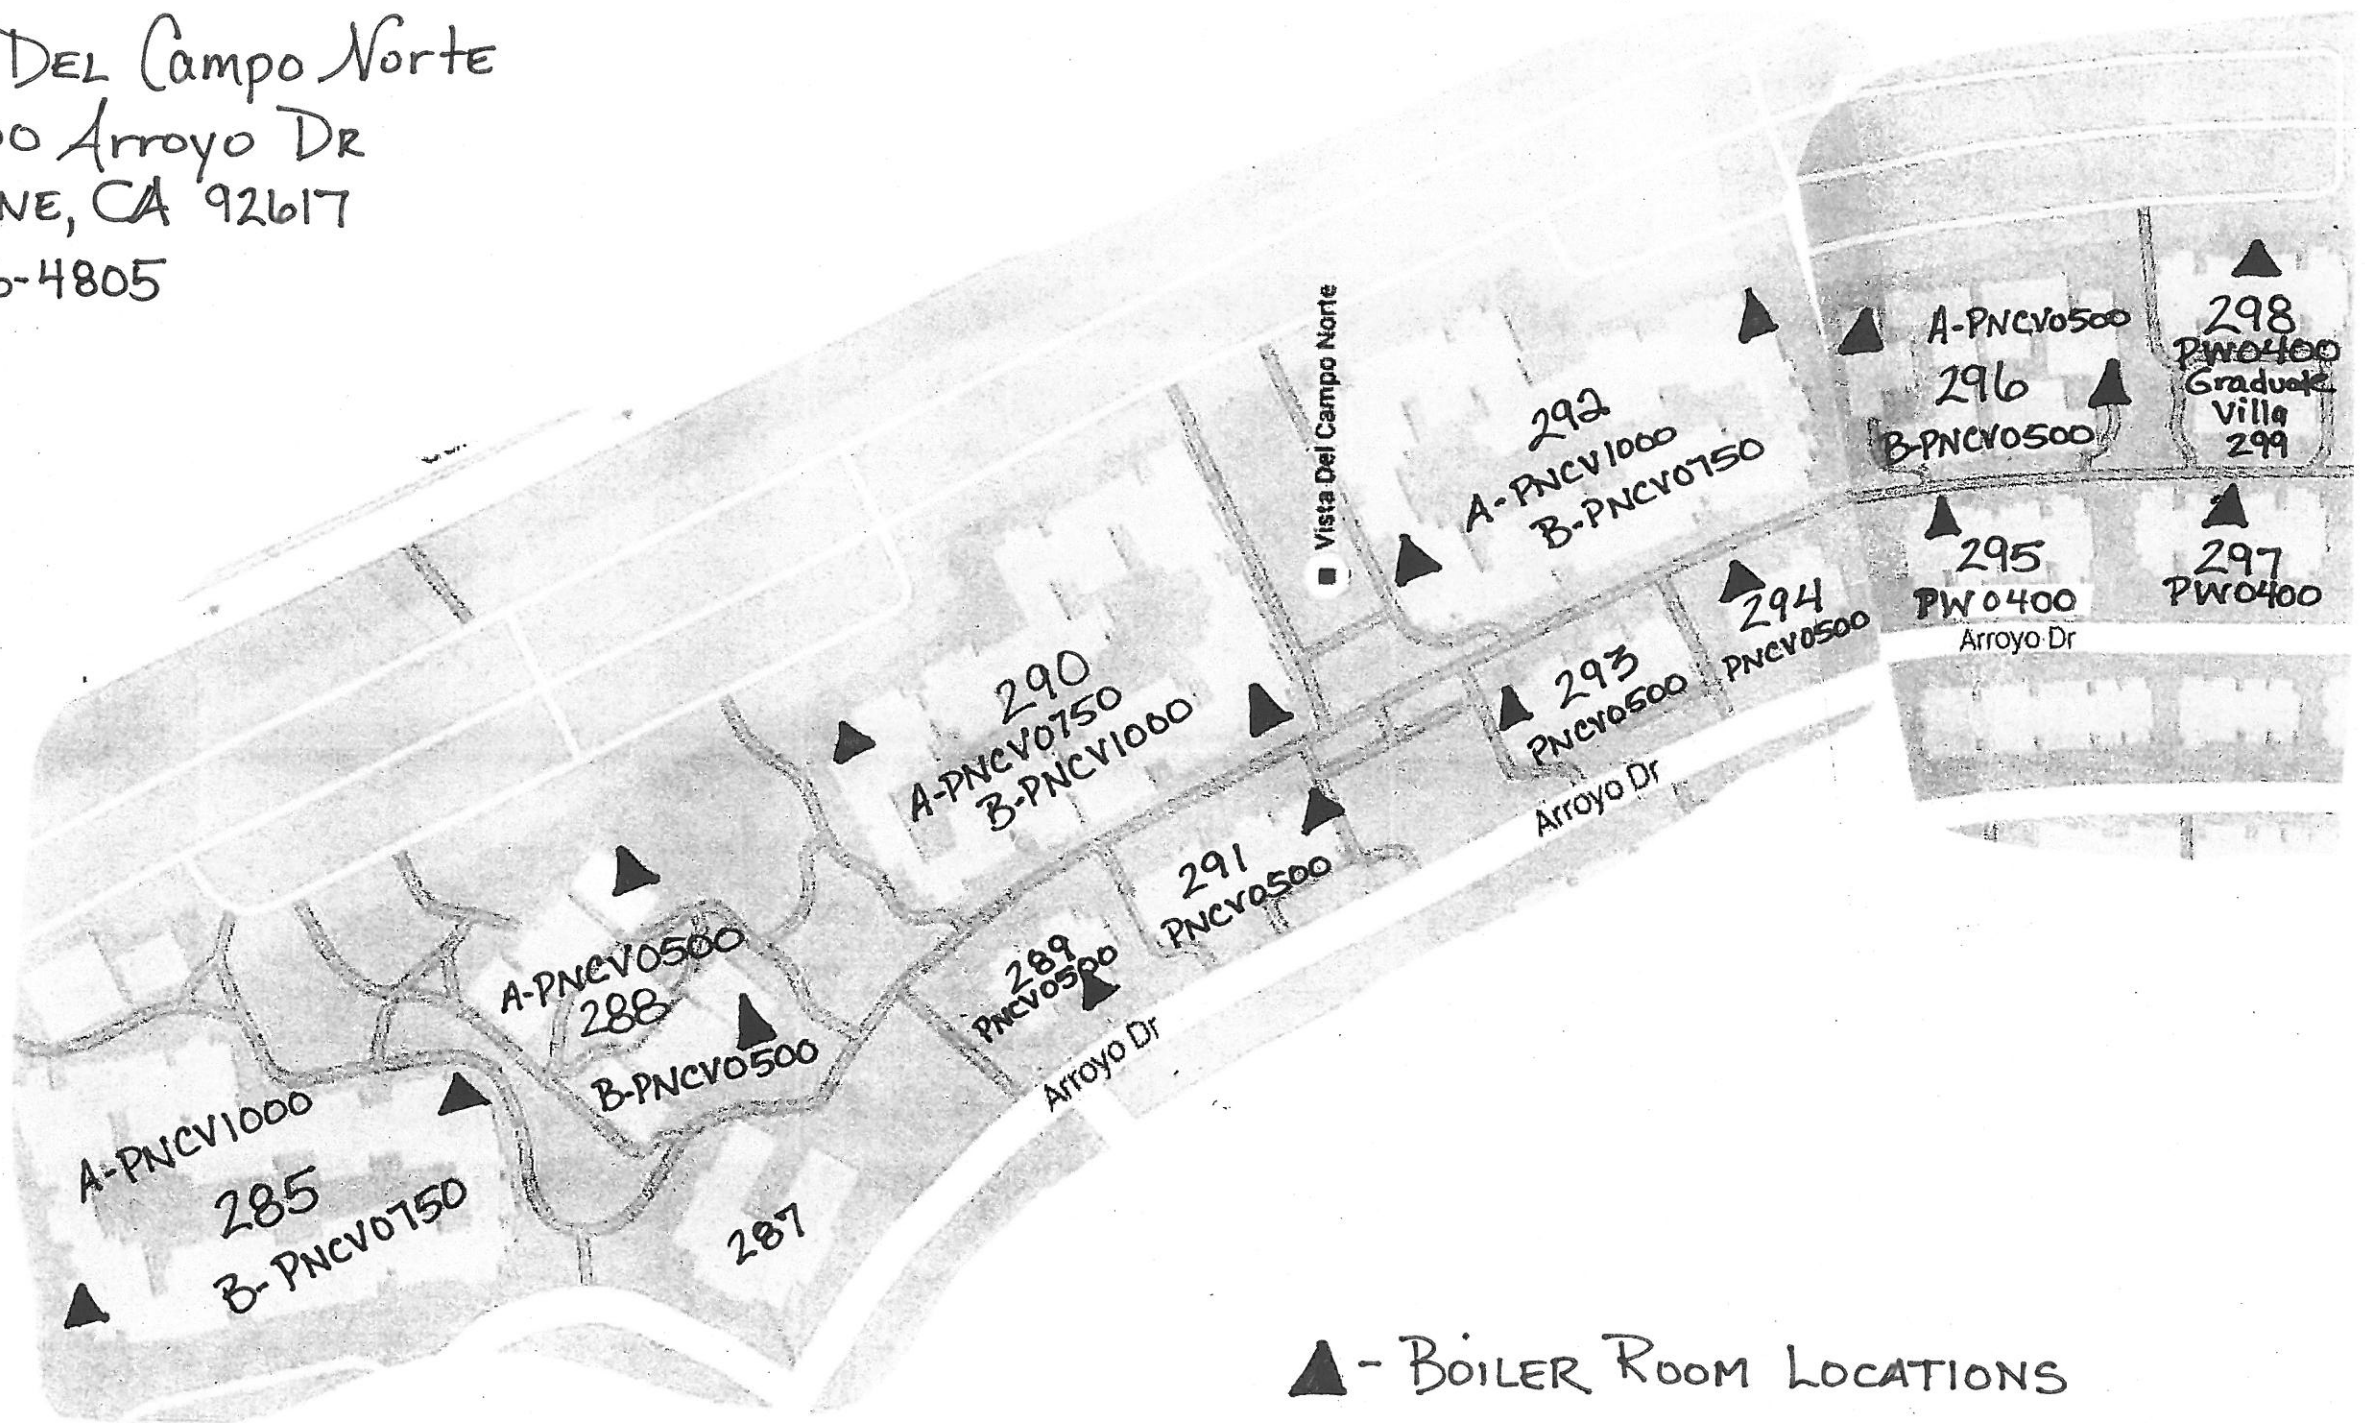 DEL Campo Norte
00 Arroyo DR
NE, CA 92617
-4805
Vista Del Campo Norte
A-PNCV0500
296
B-PNCV0500
298
PW0400
Graduate
Villa
299
292
A-PNCV1000
B-PNCV0750
295
PW0400
297
PW0400
Arroyo Dr
294
PNCV0500
293
PNCV0500
Arroyo Dr
290
A-PNCV0750
B-PNCV1000
291
PNCV0500
289
PNCV0500
Arroyo Dr
A-PNCV0500
288
B-PNCV0500
A-PNCV1000
285
B-PNCV0750
287
- BOILER ROOM LOCATIONS